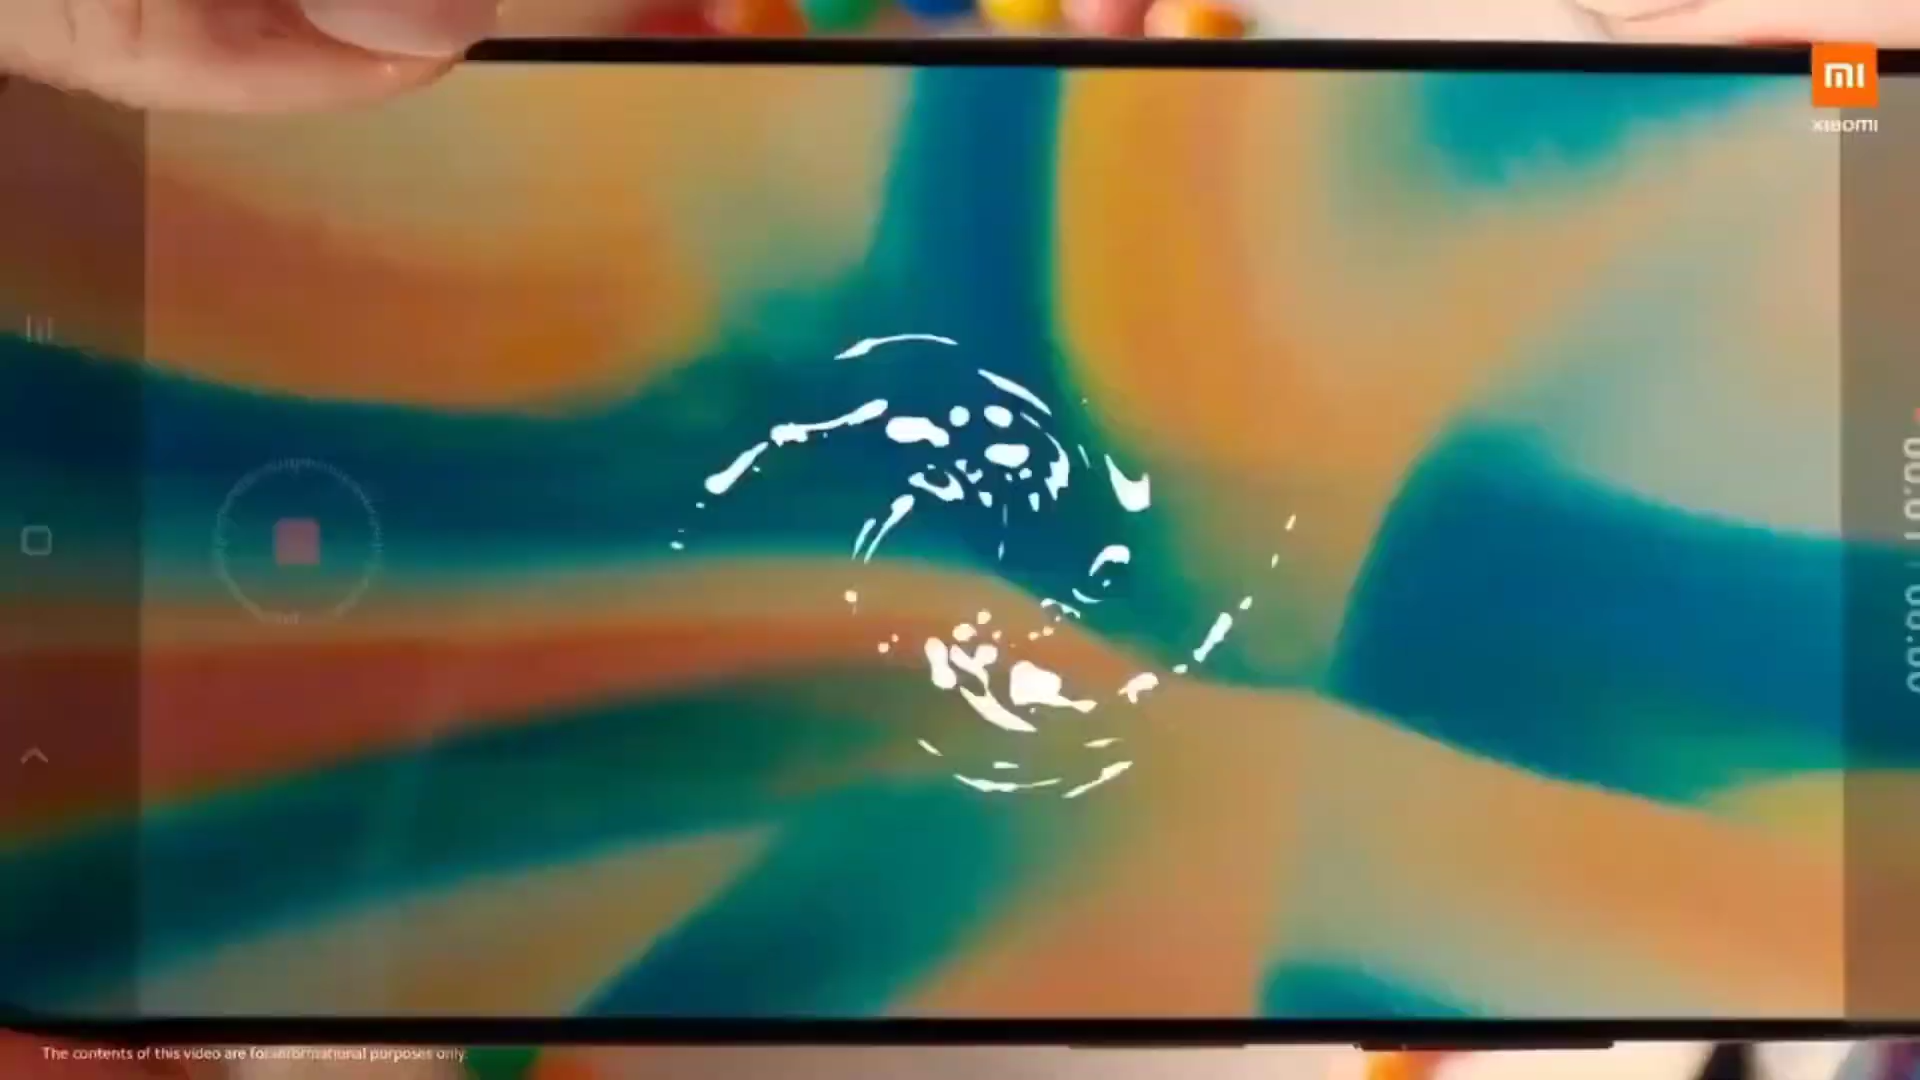 mi
xiaomi
The contents of this video are for informational purposes only.